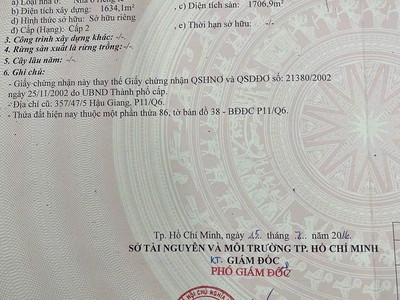 a) Loại nhà ở: Nhà ở riêng lẻ
b) Diện tích xây dựng: 1634,1m² , c) Diện tích sàn: 1706,9m²
d) Hình thức sở hữu: Sở hữu riêng
đ) Cấp (Hạng): Cấp 2 , e) Thời hạn sở hữu: -/-
3. Công trình xây dựng khác: -/-
4. Rừng sản xuất là rừng trồng: -/-
5. Cây lâu năm: -/-
6. Ghi chú:
- Giấy chứng nhận này thay thế Giấy chứng nhận QSHNO và QSDĐO số: 21380/2002
ngày 25/11/2002 do UBND Thành phố cấp.
- Địa chỉ cũ: 357/47/5 Hậu Giang, P11/Q6.
- Thửa đất hiện nay thuộc một phần thửa 86, tờ bản đồ 38 - BĐĐC P11/Q6.
Tp. Hồ Chí Minh, ngày 15 tháng 2 năm 2016
SỞ TÀI NGUYÊN VÀ MÔI TRƯỜNG TP. HỒ CHÍ MINH
KT. GIÁM ĐỐC
PHÓ GIÁM ĐỐC